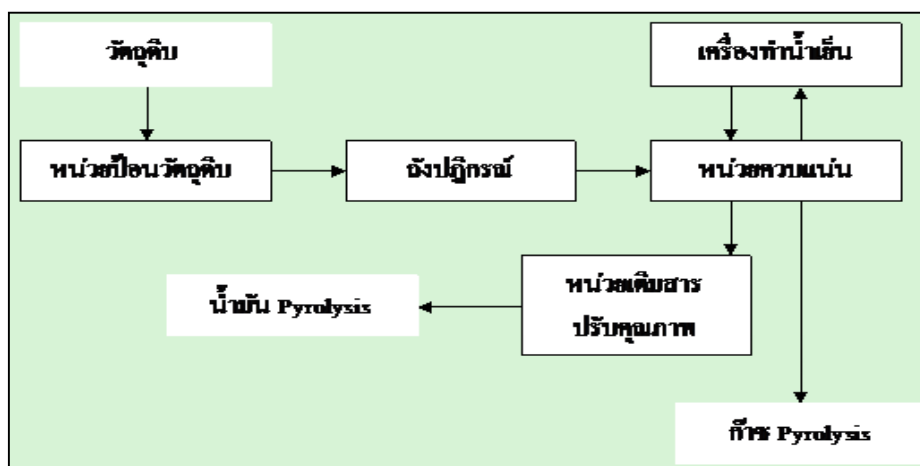 วัตถุดิบ
เครื่องทำน้ำเย็น
หน่วยป้อนวัตถุดิบ
ถังปฏิกรณ์
หน่วยควบแน่น
หน่วยเติมสาร
ปรับคุณภาพ
น้ำมัน Pyrolysis
ก๊าซ Pyrolysis